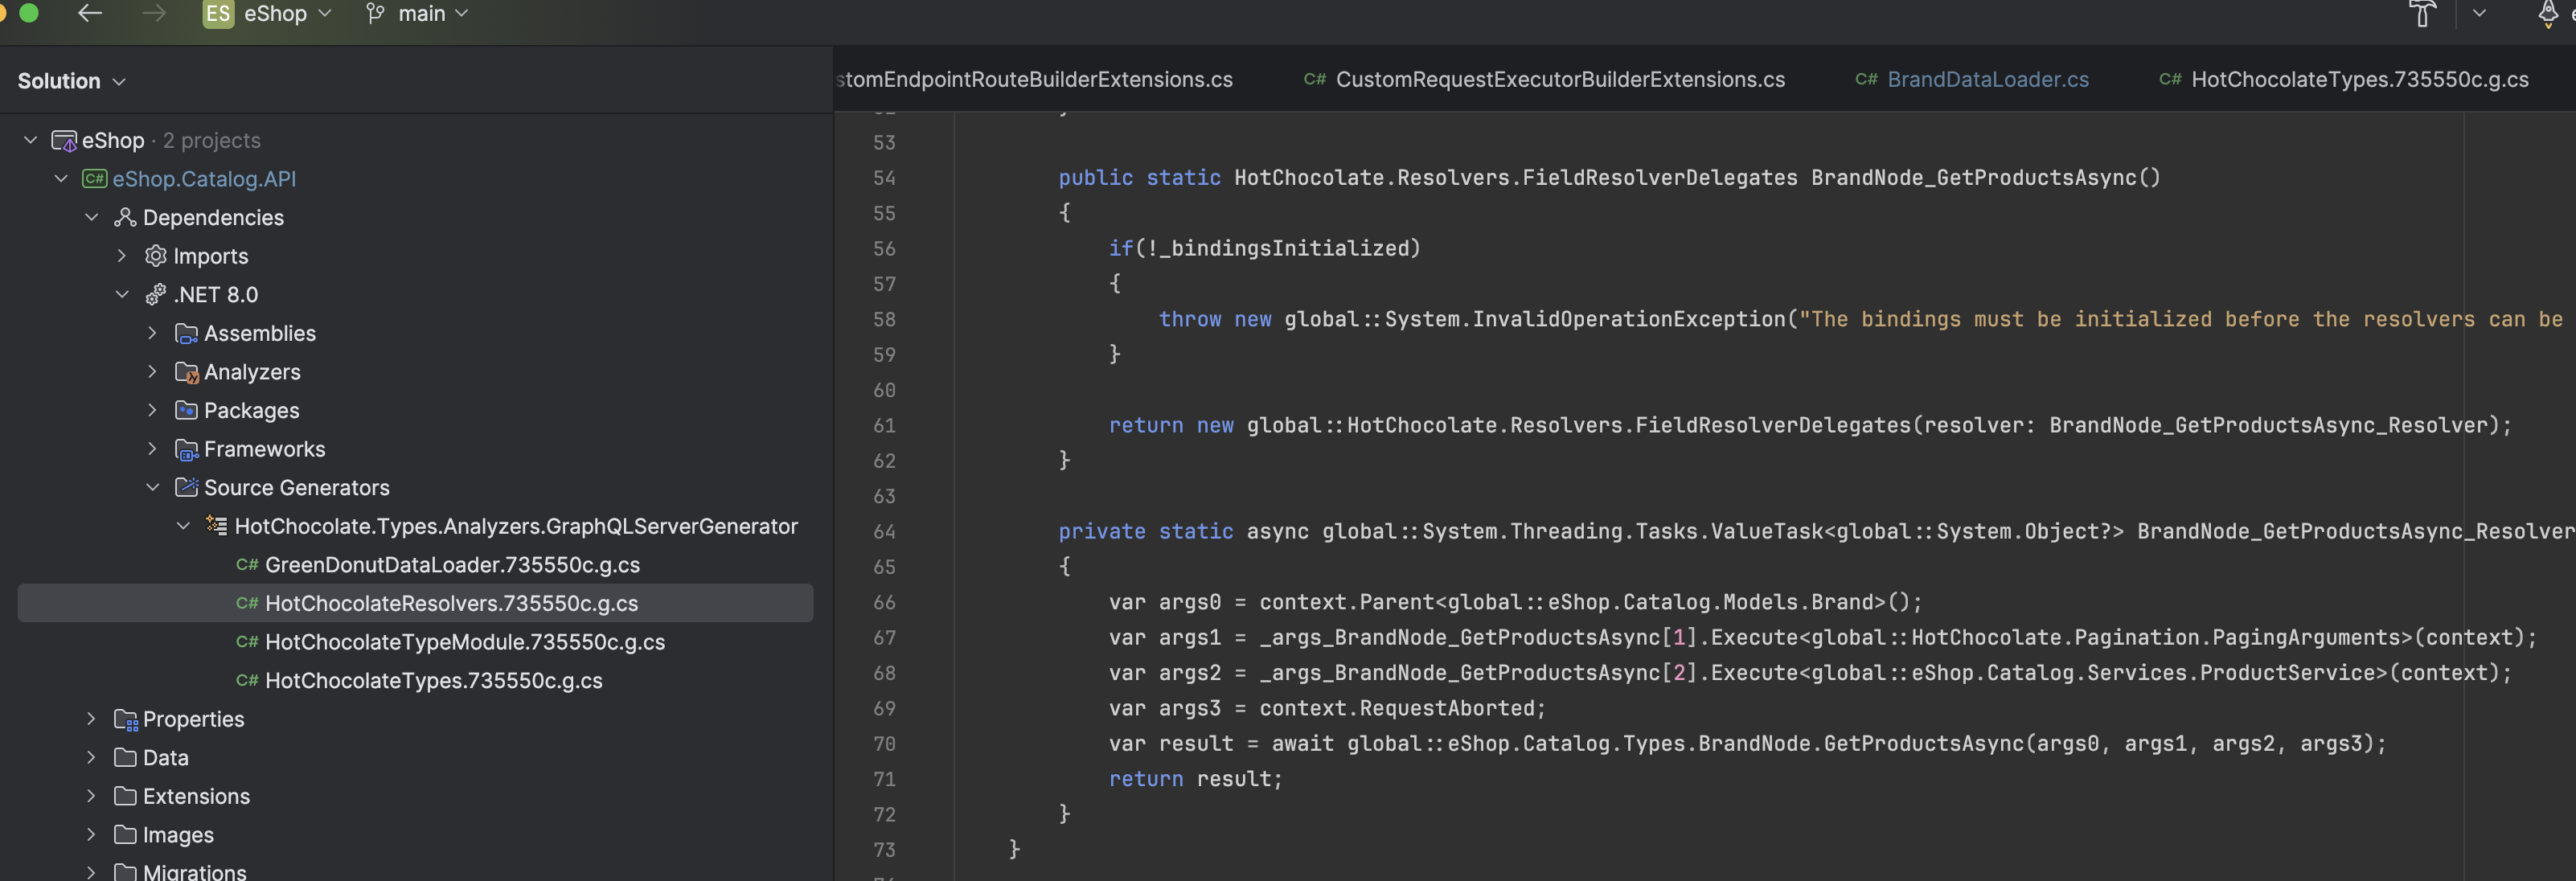 ES eShop main
Solution
eShop · 2 projects
eShop.Catalog.API
Dependencies
Imports
.NET 8.0
Assemblies
Analyzers
Packages
Frameworks
Source Generators
HotChocolate.Types.Analyzers.GraphQLServerGenerator
C# GreenDonutDataLoader.735550c.g.cs
C# HotChocolateResolvers.735550c.g.cs
C# HotChocolateTypeModule.735550c.g.cs
C# HotChocolateTypes.735550c.g.cs
Properties
Data
Extensions
Images
Migrations
stomEndpointRouteBuilderExtensions.cs C# CustomRequestExecutorBuilderExtensions.cs C# BrandDataLoader.cs C# HotChocolateTypes.735550c.g.cs
53
54 public static HotChocolate.Resolvers.FieldResolverDelegates BrandNode_GetProductsAsync()
55 {
56 if(!_bindingsInitialized)
57 {
58 throw new global::System.InvalidOperationException("The bindings must be initialized before the resolvers can be
59 }
60
61 return new global::HotChocolate.Resolvers.FieldResolverDelegates(resolver: BrandNode_GetProductsAsync_Resolver);
62 }
63
64 private static async global::System.Threading.Tasks.ValueTask<global::System.Object?> BrandNode_GetProductsAsync_Resolver
65 {
66 var args0 = context.Parent<global::eShop.Catalog.Models.Brand>();
67 var args1 = _args_BrandNode_GetProductsAsync[1].Execute<global::HotChocolate.Pagination.PagingArguments>(context);
68 var args2 = _args_BrandNode_GetProductsAsync[2].Execute<global::eShop.Catalog.Services.ProductService>(context);
69 var args3 = context.RequestAborted;
70 var result = await global::eShop.Catalog.Types.BrandNode.GetProductsAsync(args0, args1, args2, args3);
71 return result;
72 }
73 }